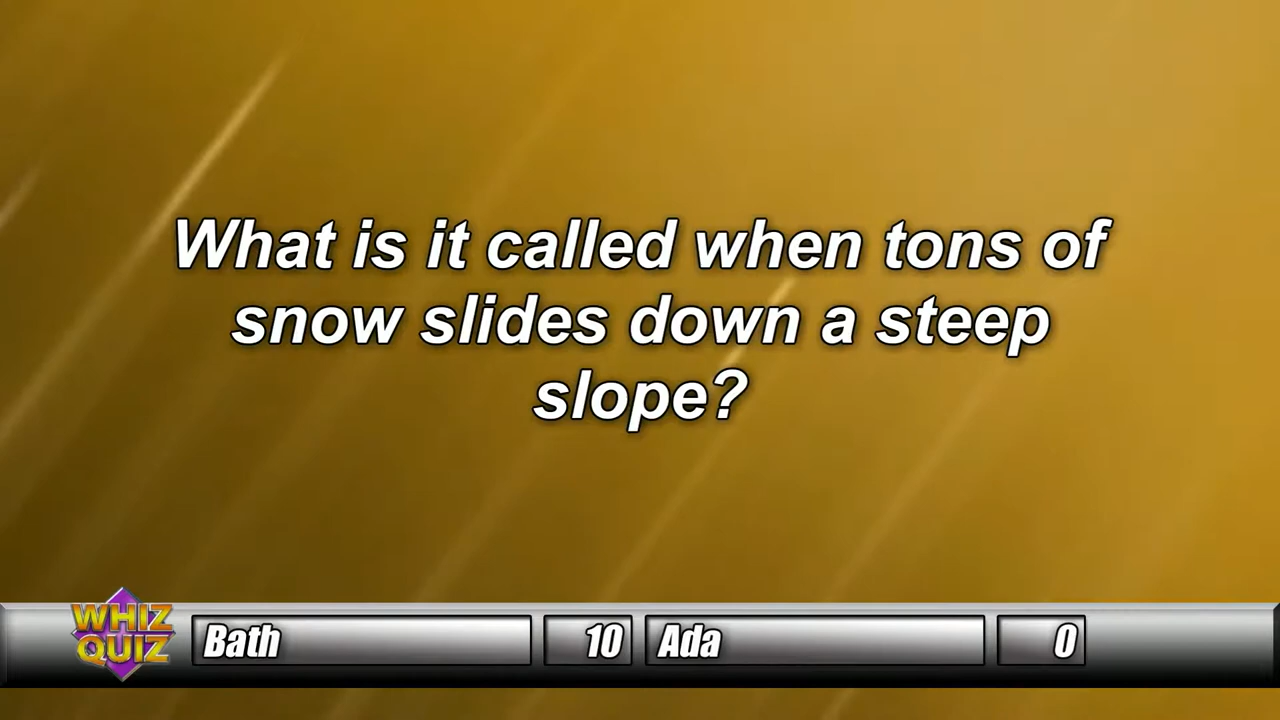 What is it called when tons of
snow slides down a steep
slope?
WHIZ
QUIZ
Bath 10 Ada 0